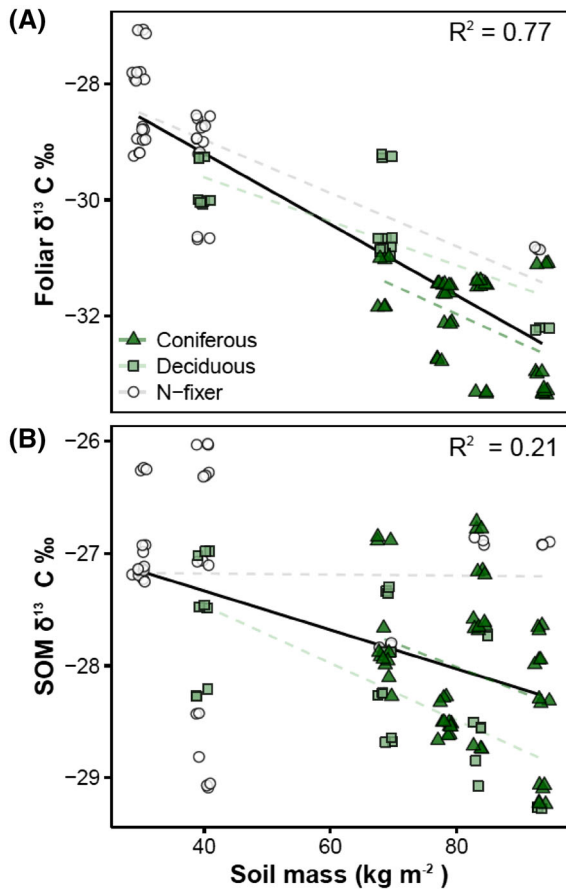 (A)
R² = 0.77
−28
−30
−32
Foliar δ¹³ C ‰
Coniferous
Deciduous
N−fixer
(B)
R² = 0.21
−26
−27
−28
−29
SOM δ¹³ C ‰
40
60
80
Soil mass (kg m⁻²)